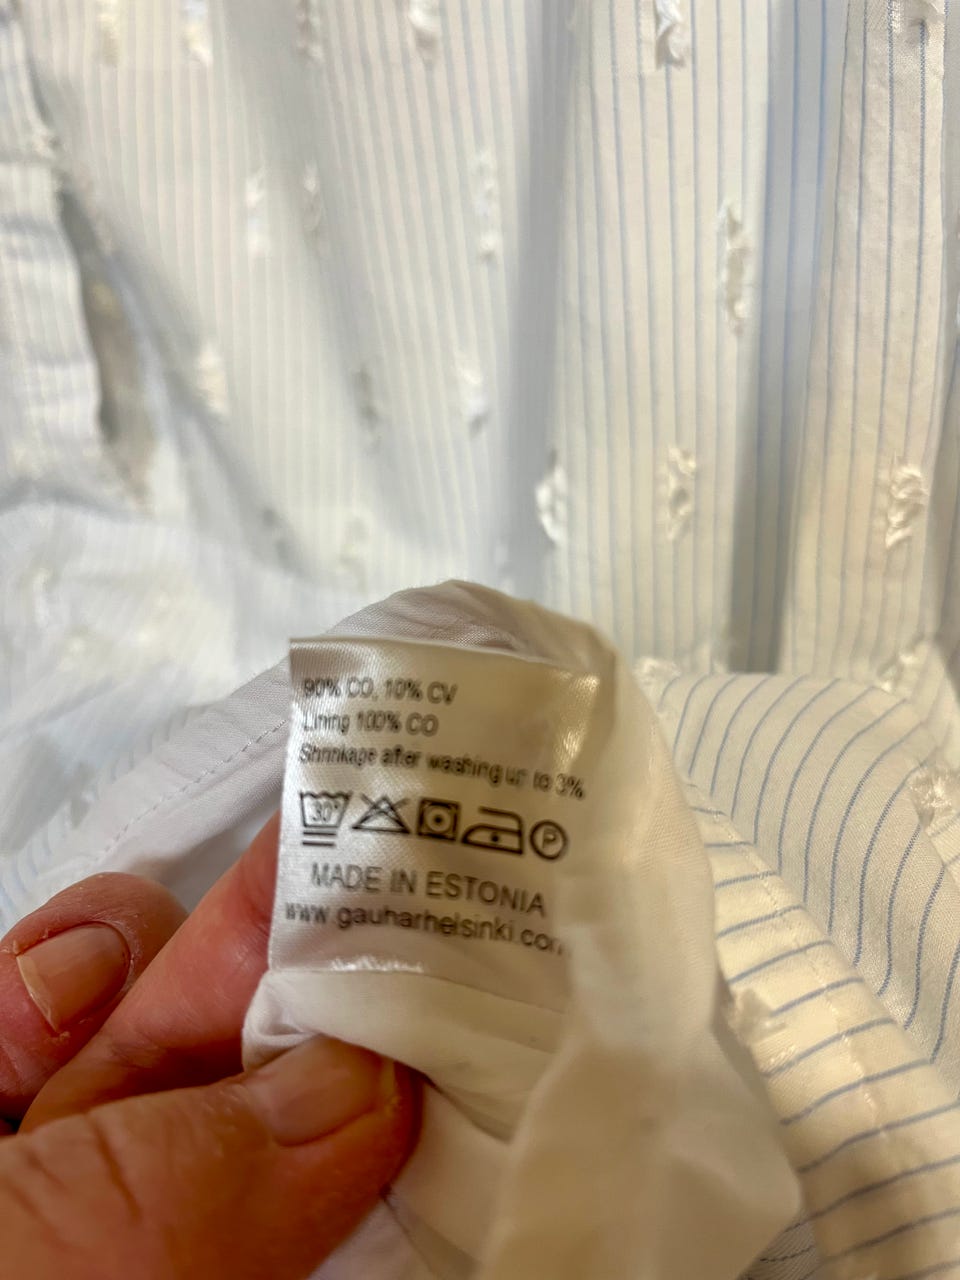 90% CO, 10% CV
Lining 100% CO
Shrinkage after washing up to 3%
30°
P
MADE IN ESTONIA
www.gauharhelsinki.com